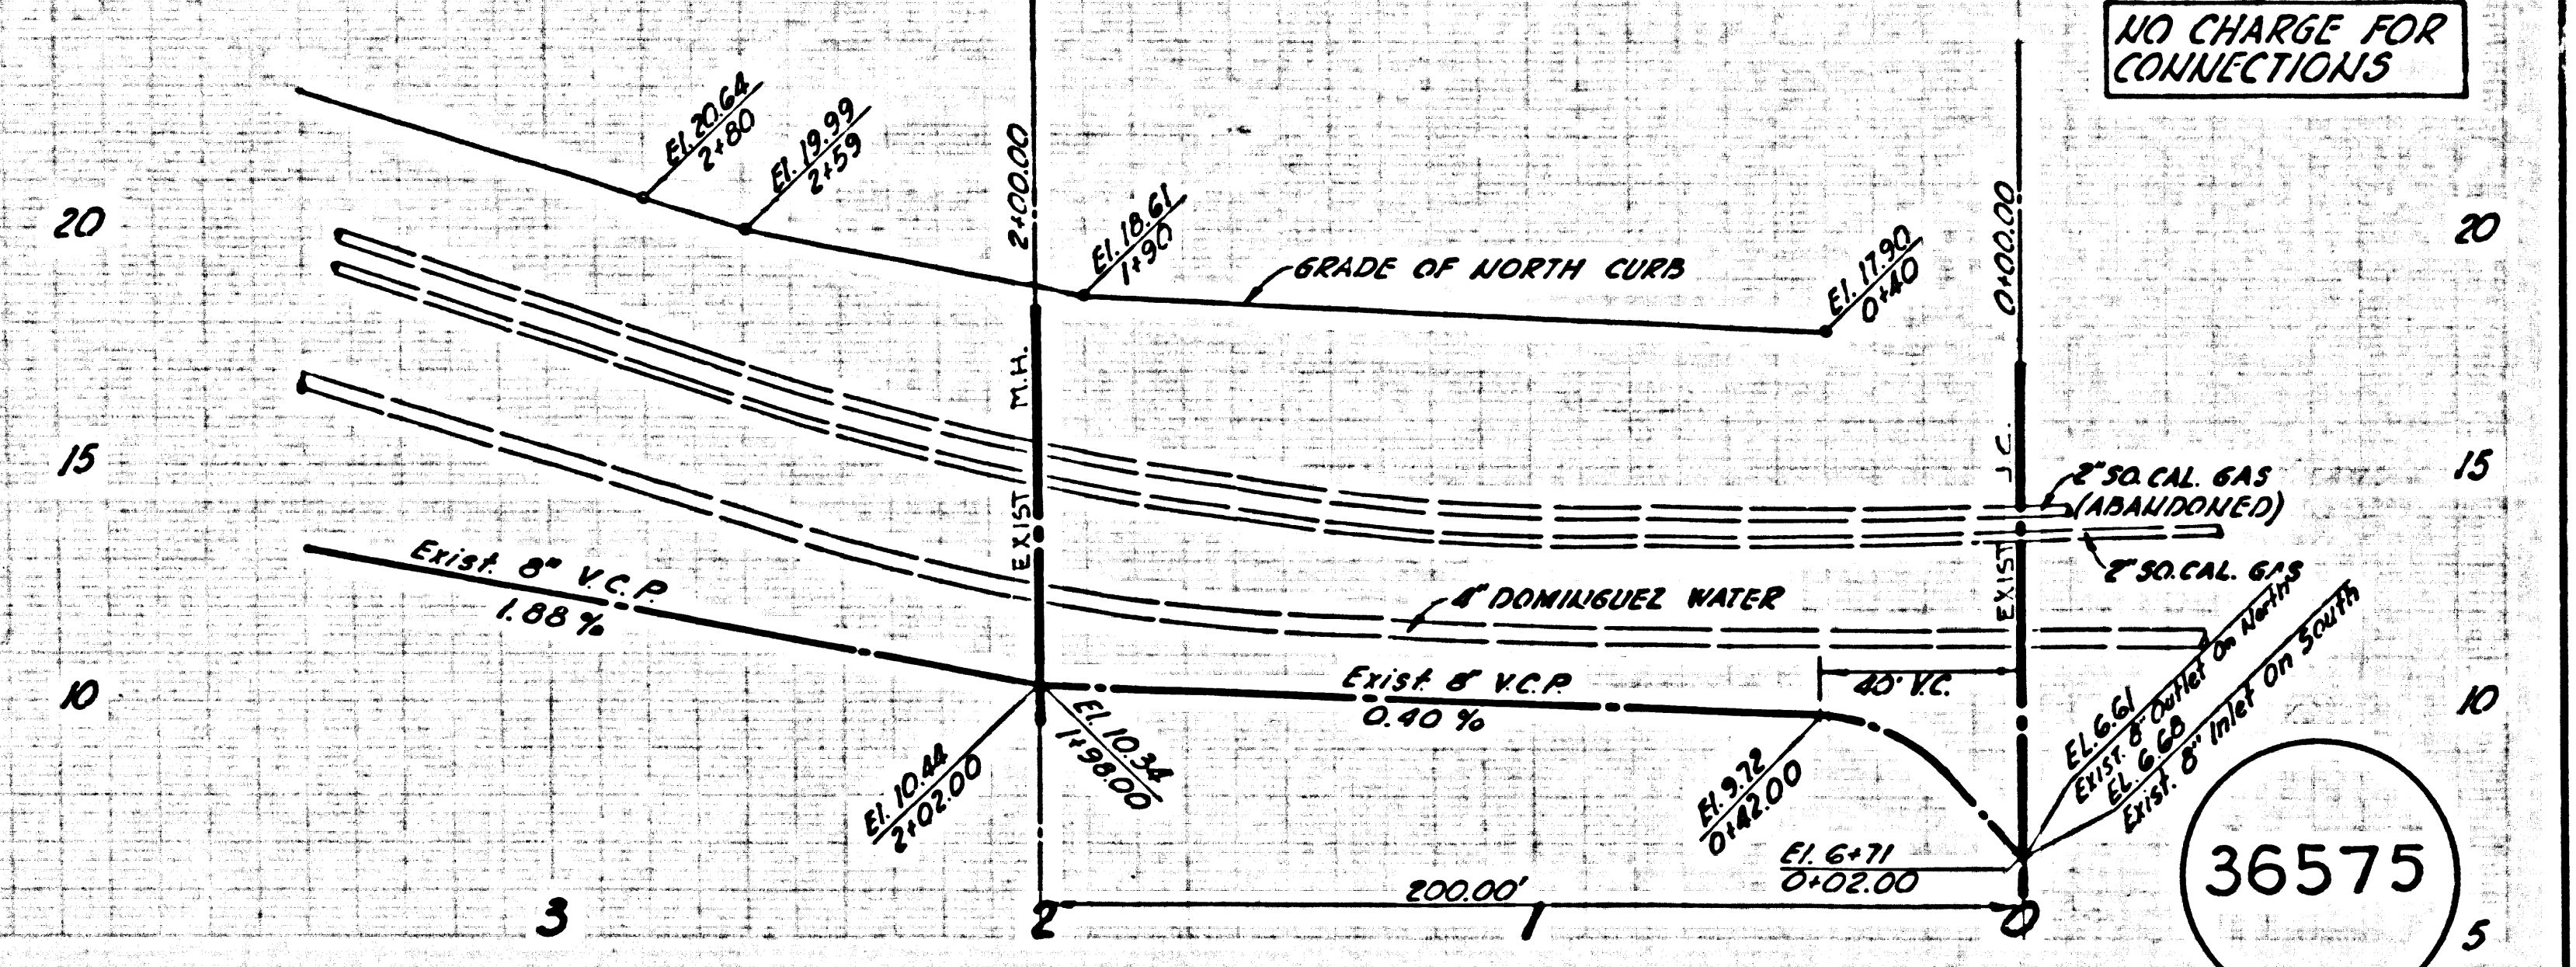 NO CHARGE FOR
CONNECTIONS
El. 20.64
2+80
El. 19.99
2+59
2+00.00
El. 18.61
1+90
GRADE OF NORTH CURB
El. 17.90
0+40
0+00.00
20
20
M.H.
EXIST
J.C.
EXIST
15
15
2" SO. CAL. GAS
(ABANDONED)
2" SO. CAL. GAS
Exist. 8" V.C.P.
1.88 %
4" DOMINGUEZ WATER
10
10
Exist. 8" V.C.P.
0.40 %
40' V.C.
El. 10.44
2+02.00
El. 10.34
1+98.00
El. 9.72
0+42.00
El. 6+71
0+02.00
EL. 6.61
Exist. 8" Outlet On North
EL. 6.68
Exist. 8" Inlet On South
36575
200.00'
3
2
1
0
5